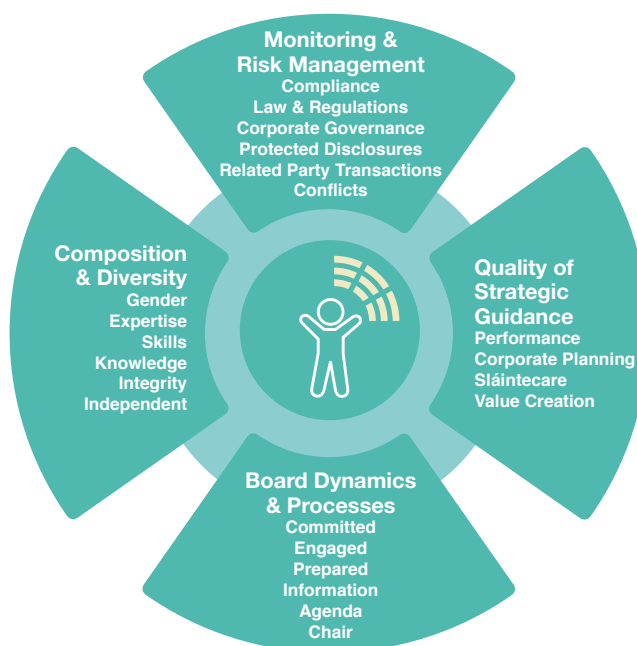 Monitoring &
Risk Management
Compliance
Law & Regulations
Corporate Governance
Protected Disclosures
Related Party Transactions
Conflicts
Composition
& Diversity
Gender
Expertise
Skills
Knowledge
Integrity
Independent
Quality of
Strategic
Guidance
Performance
Corporate Planning
Sláintecare
Value Creation
Board Dynamics
& Processes
Committed
Engaged
Prepared
Information
Agenda
Chair